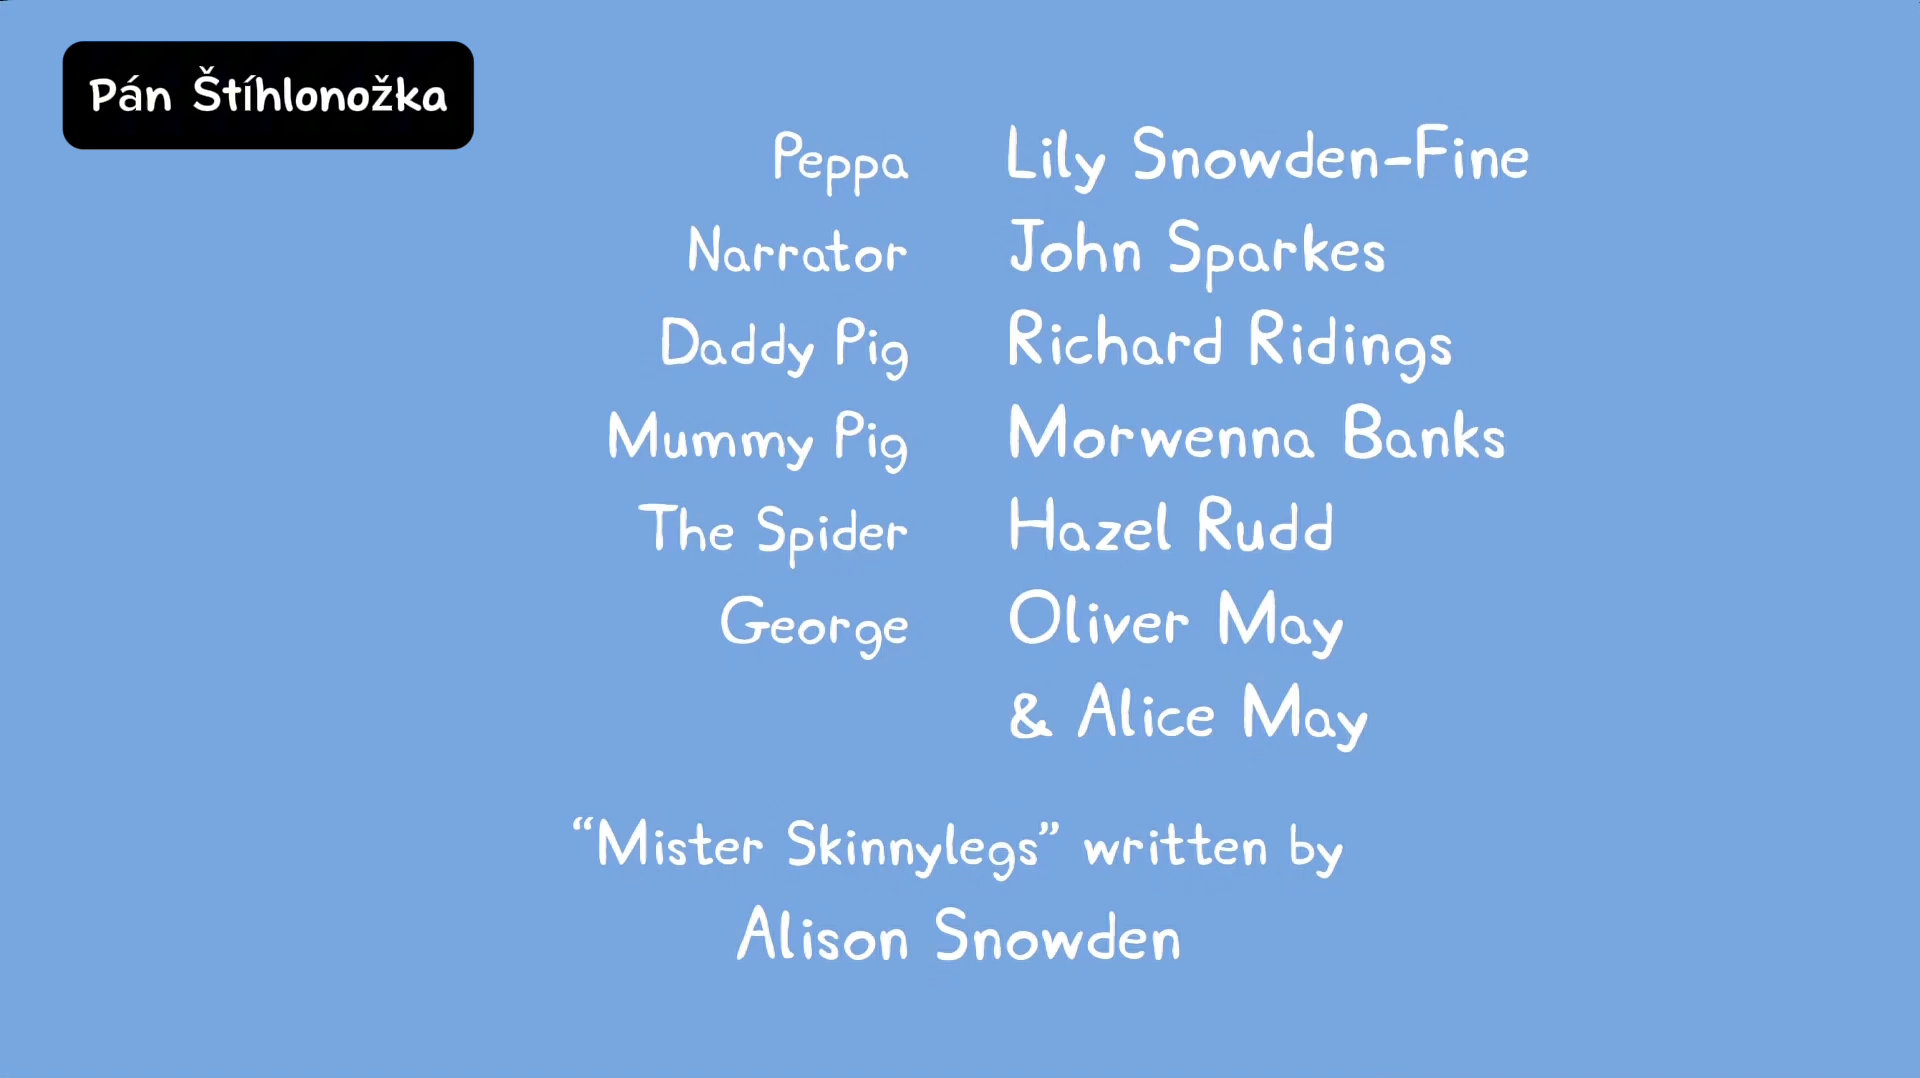 Pán Štíhlonožka
Peppa Lily Snowden-Fine
Narrator John Sparkes
Daddy Pig Richard Ridings
Mummy Pig Morwenna Banks
The Spider Hazel Rudd
George Oliver May
& Alice May
“Mister Skinnylegs” written by
Alison Snowden